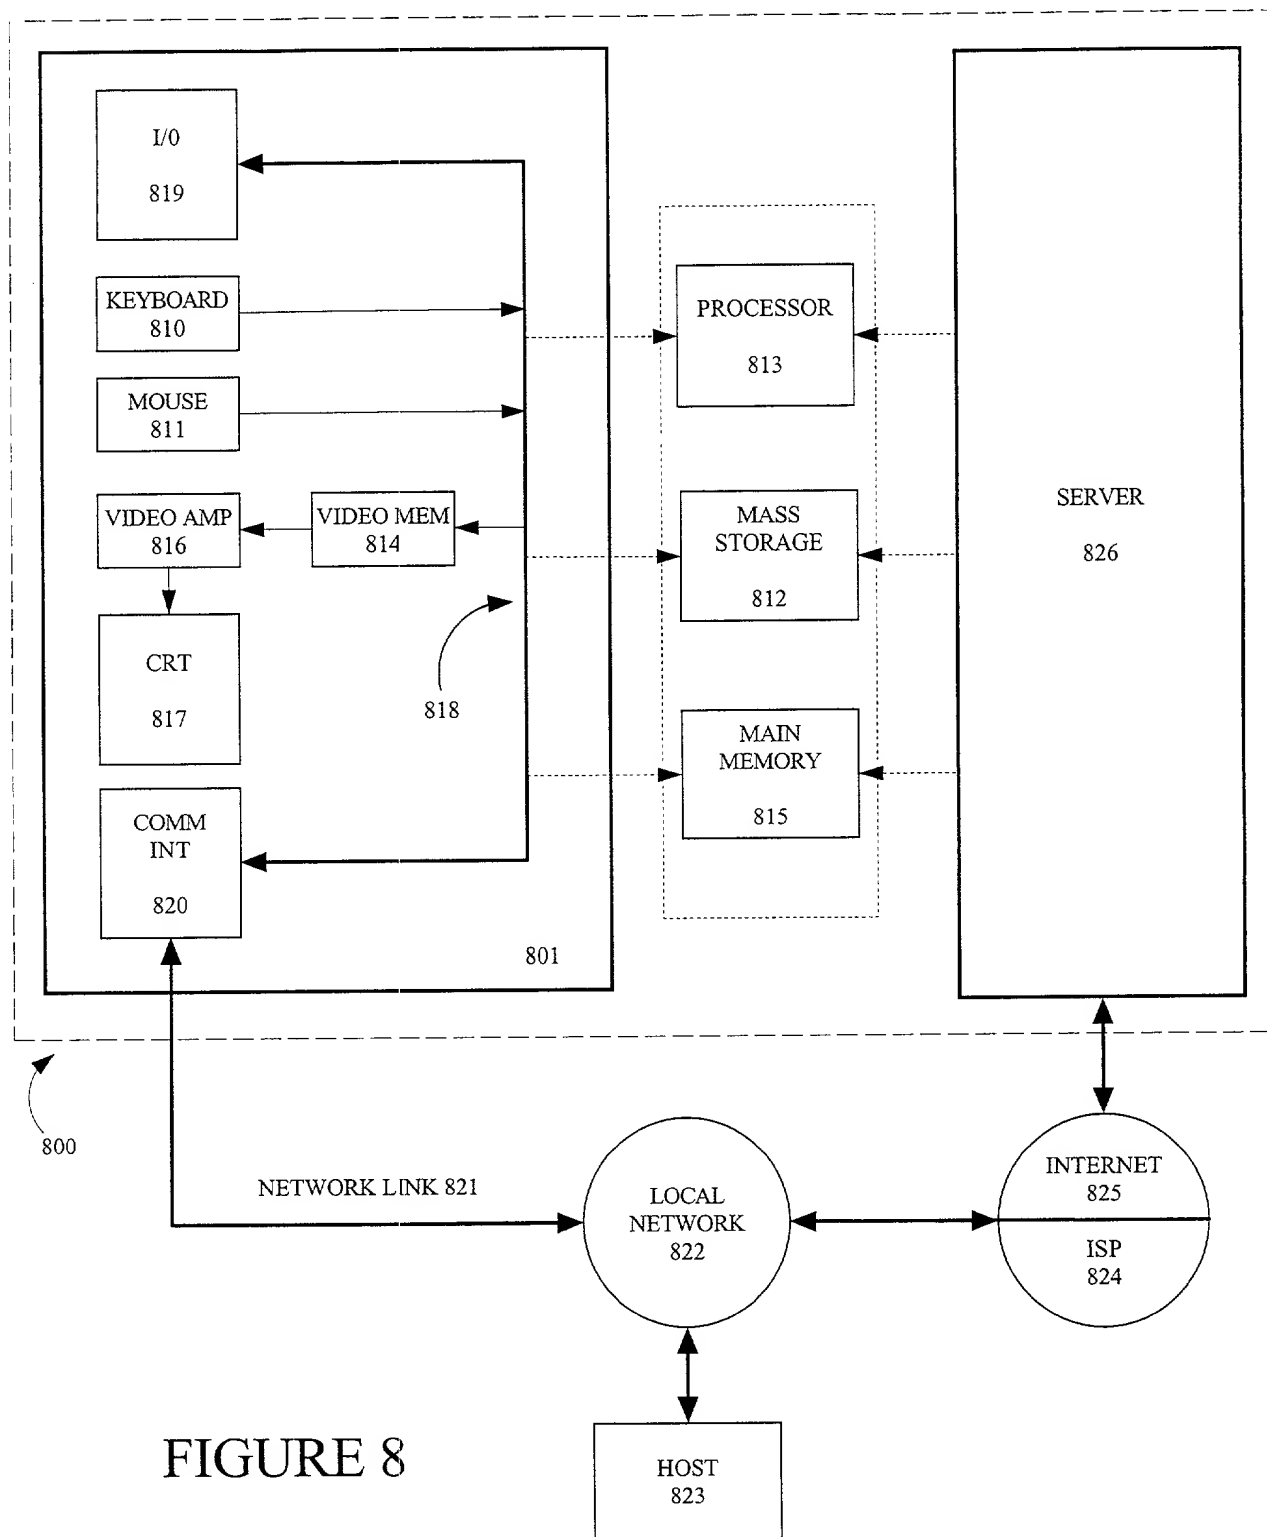 I/0
819
KEYBOARD
810
MOUSE
811
VIDEO AMP
816
VIDEO MEM
814
CRT
817
818
COMM
INT
820
801
PROCESSOR
813
MASS
STORAGE
812
MAIN
MEMORY
815
SERVER
826
800
NETWORK LINK 821
LOCAL
NETWORK
822
INTERNET
825
ISP
824
HOST
823
FIGURE 8